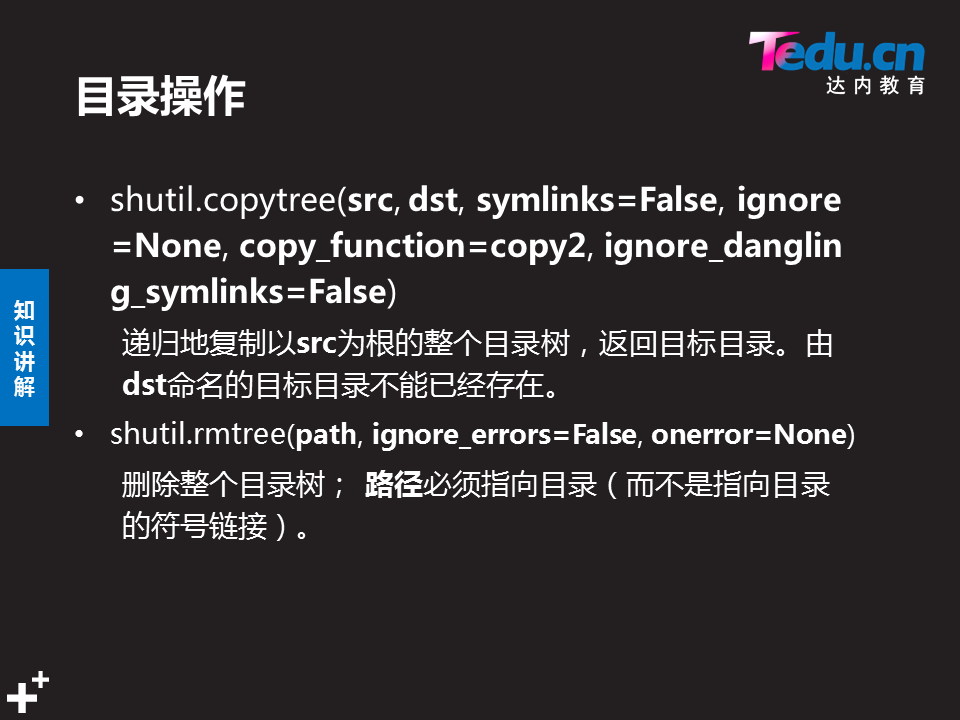 Tedu.cn
达内教育
目录操作
• shutil.copytree(src, dst, symlinks=False, ignore
=None, copy_function=copy2, ignore_danglin
g_symlinks=False)
递归地复制以src为根的整个目录树，返回目标目录。由
dst命名的目标目录不能已经存在。
• shutil.rmtree(path, ignore_errors=False, onerror=None)
删除整个目录树； 路径必须指向目录（而不是指向目录
的符号链接）。
知
识
讲
解